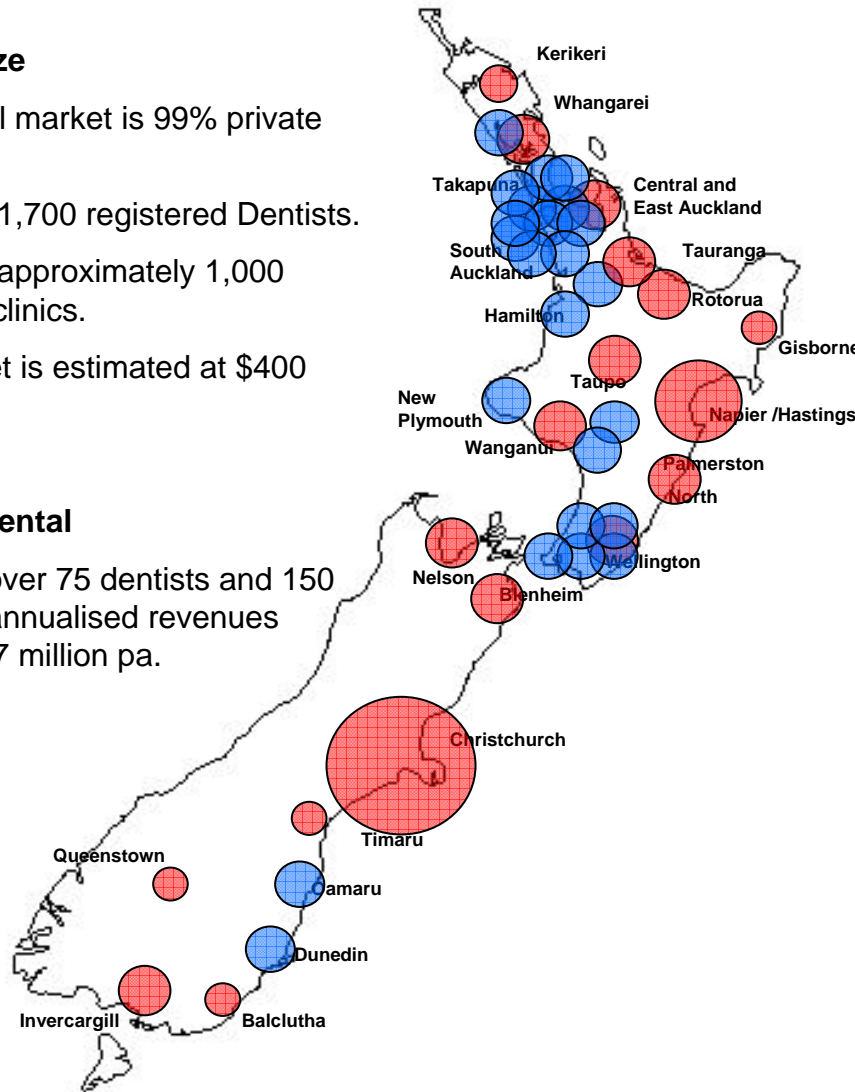 ze
l market is 99% private
1,700 registered Dentists.
approximately 1,000
clinics.
et is estimated at $400
ental
over 75 dentists and 150
annualised revenues
7 million pa.
Kerikeri
Whangarei
Takapuna
Central and
East Auckland
South
Auckland
Tauranga
Hamilton
Rotorua
Gisborne
Taupo
New
Plymouth
Napier /Hastings
Wanganui
Palmerston
North
Nelson
Wellington
Blenheim
Christchurch
Timaru
Queenstown
Oamaru
Dunedin
Invercargill
Balclutha